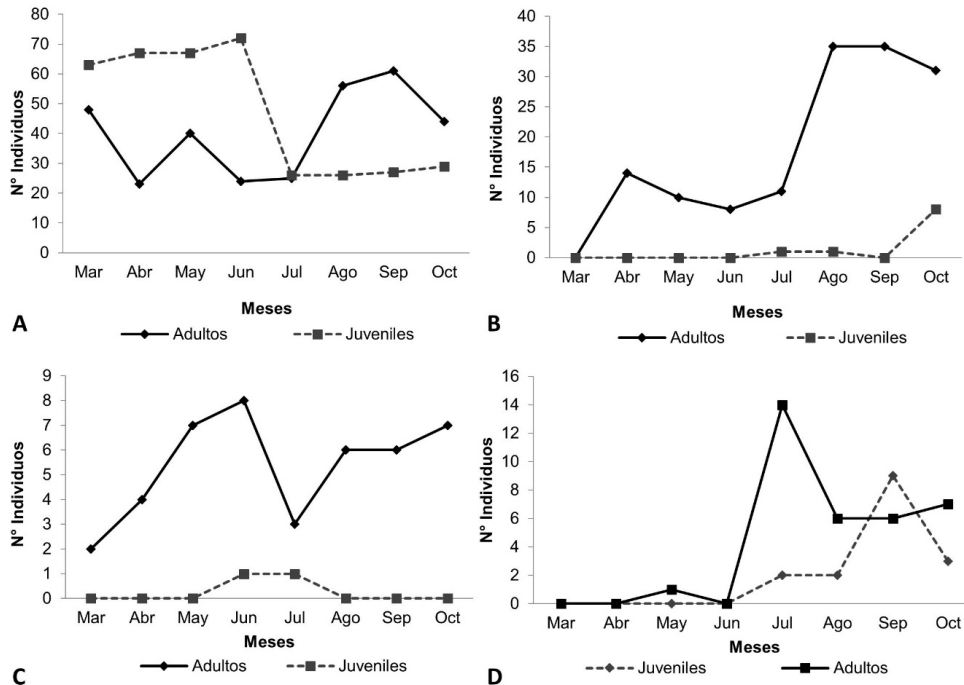 80
70
60
50
40
30
20
10
0
N° Individuos
Mar Abr May Jun Jul Ago Sep Oct
Meses
A
Adultos Juveniles
40
35
30
25
20
15
10
5
0
N° Individuos
Mar Abr May Jun Jul Ago Sep Oct
Meses
B
Adultos Juveniles
9
8
7
6
5
4
3
2
1
0
N° Individuos
Mar Abr May Jun Jul Ago Sep Oct
Meses
C
Adultos Juveniles
16
14
12
10
8
6
4
2
0
N° Individuos
Mar Abr May Jun Jul Ago Sep Oct
Meses
D
Juveniles Adultos